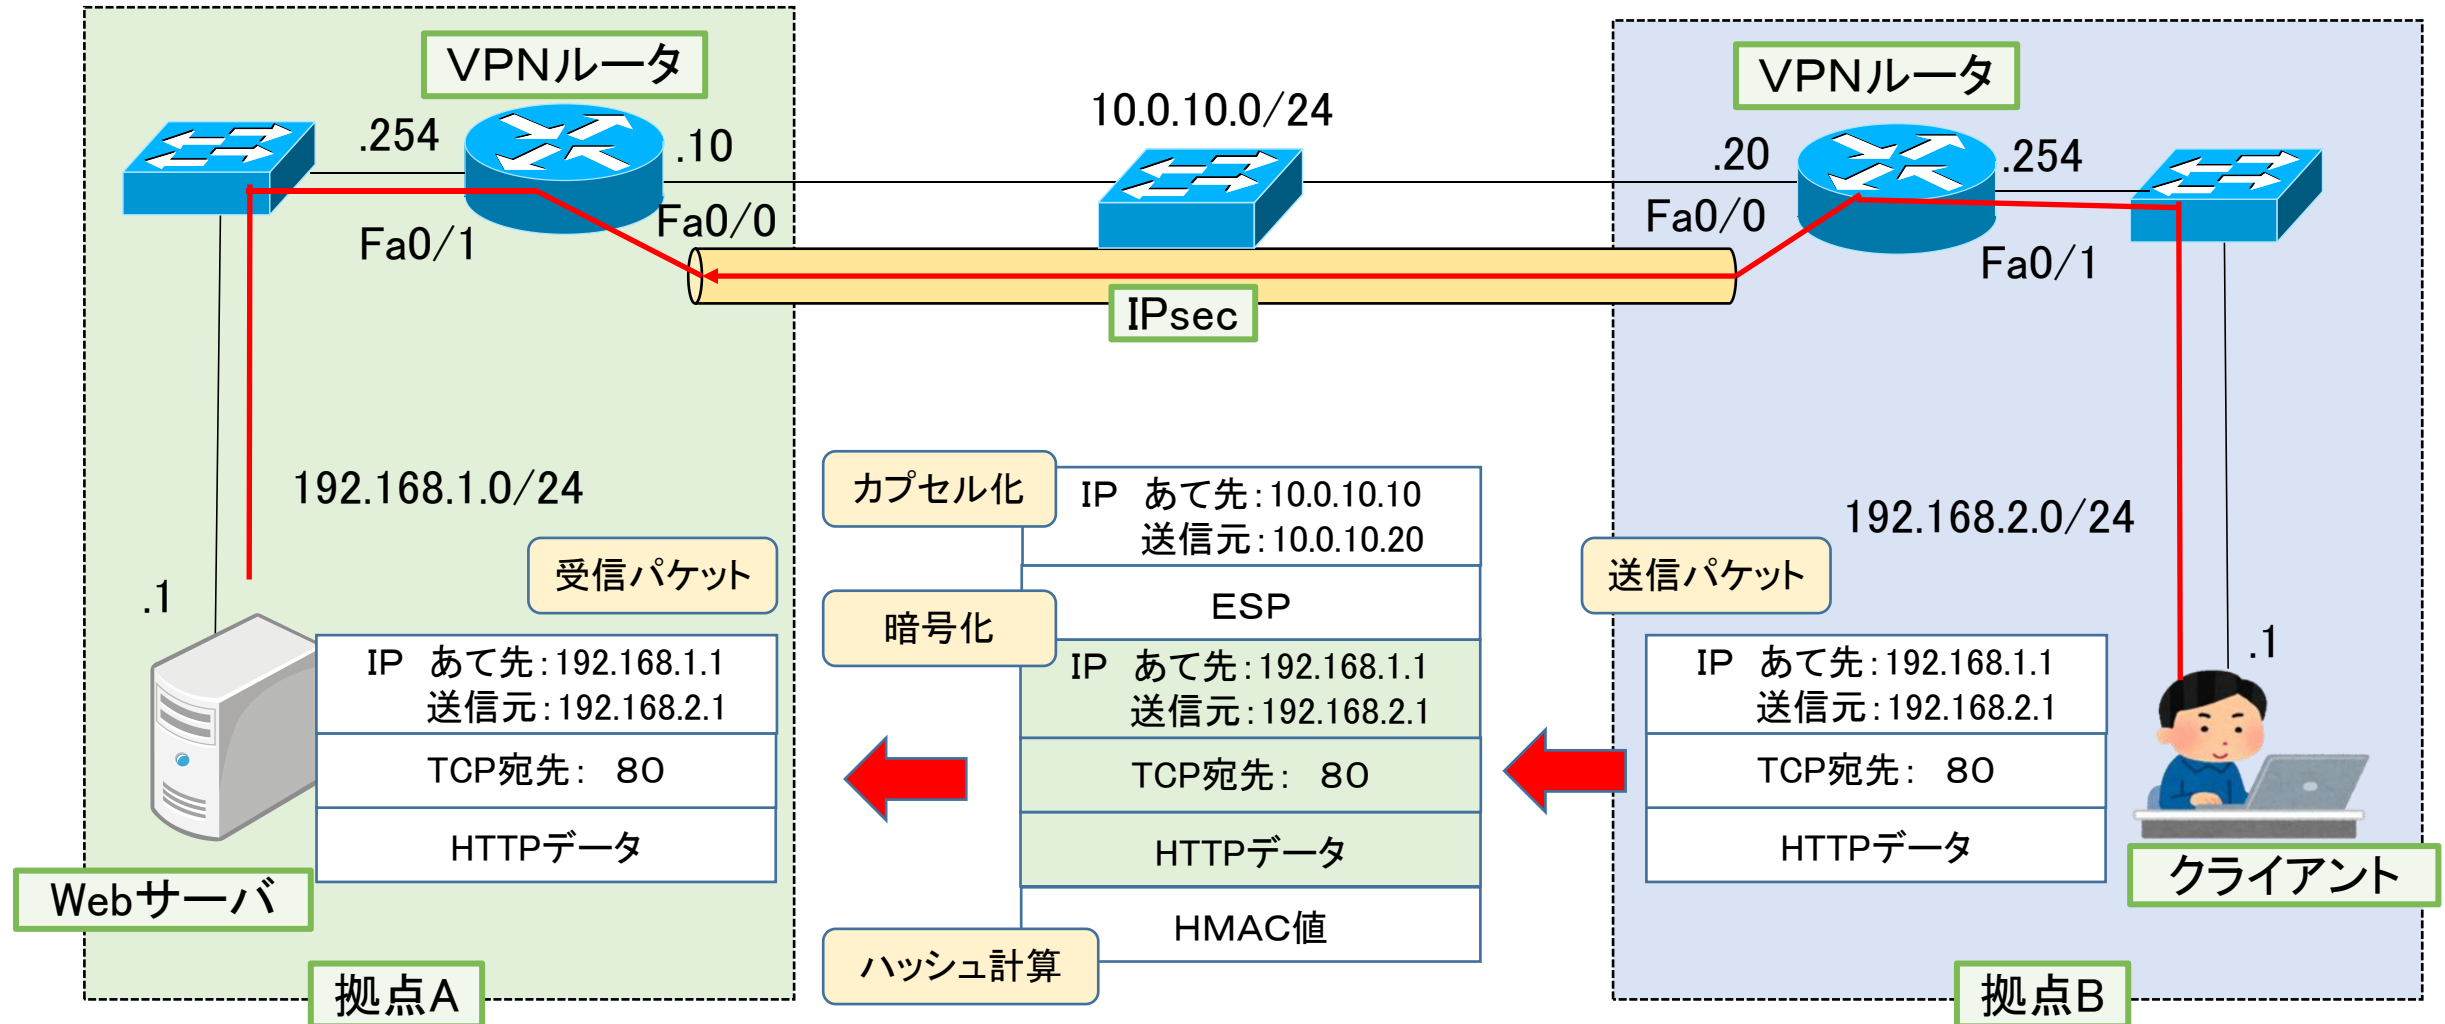 VPNルータ
VPNルータ
10.0.10.0/24
.254
.10
.20
.254
Fa0/1
Fa0/0
Fa0/0
Fa0/1
IPsec
192.168.1.0/24
192.168.2.0/24
.1
.1
受信パケット
IP あて先：192.168.1.1
送信元：192.168.2.1
TCP宛先： 80
HTTPデータ
カプセル化
IP あて先：10.0.10.10
送信元：10.0.10.20
ESP
暗号化
IP あて先：192.168.1.1
送信元：192.168.2.1
TCP宛先： 80
HTTPデータ
HMAC値
ハッシュ計算
送信パケット
IP あて先：192.168.1.1
送信元：192.168.2.1
TCP宛先： 80
HTTPデータ
Webサーバ
クライアント
拠点A
拠点B